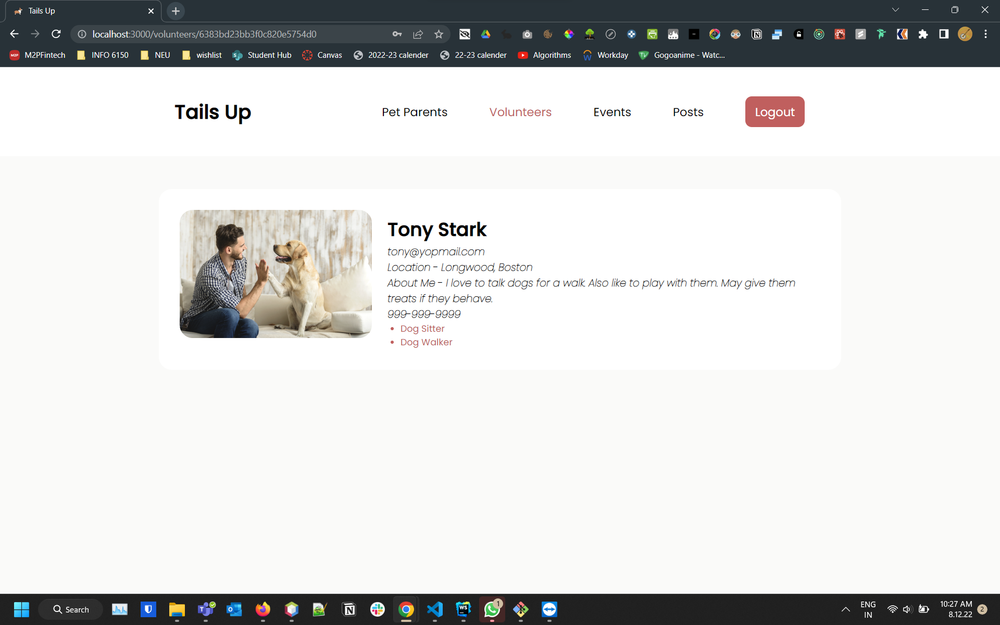 Tails Up
localhost:3000/volunteers/6383bd23bb3f0c820e5754d0
M2P
M2PFintech
INFO 6150
NEU
wishlist
Student Hub
Canvas
2022-23 calender
22-23 calender
Algorithms
Workday
Gogoanime - Watc...
Tails Up
Pet Parents
Volunteers
Events
Posts
Logout
Tony Stark
tony@yopmail.com
Location - Longwood, Boston
About Me - I love to talk dogs for a walk. Also like to play with them. May give them
treats if they behave.
999-999-9999
• Dog Sitter
• Dog Walker
Search
WS
1
ENG
IN
10:27 AM
8.12.22
2